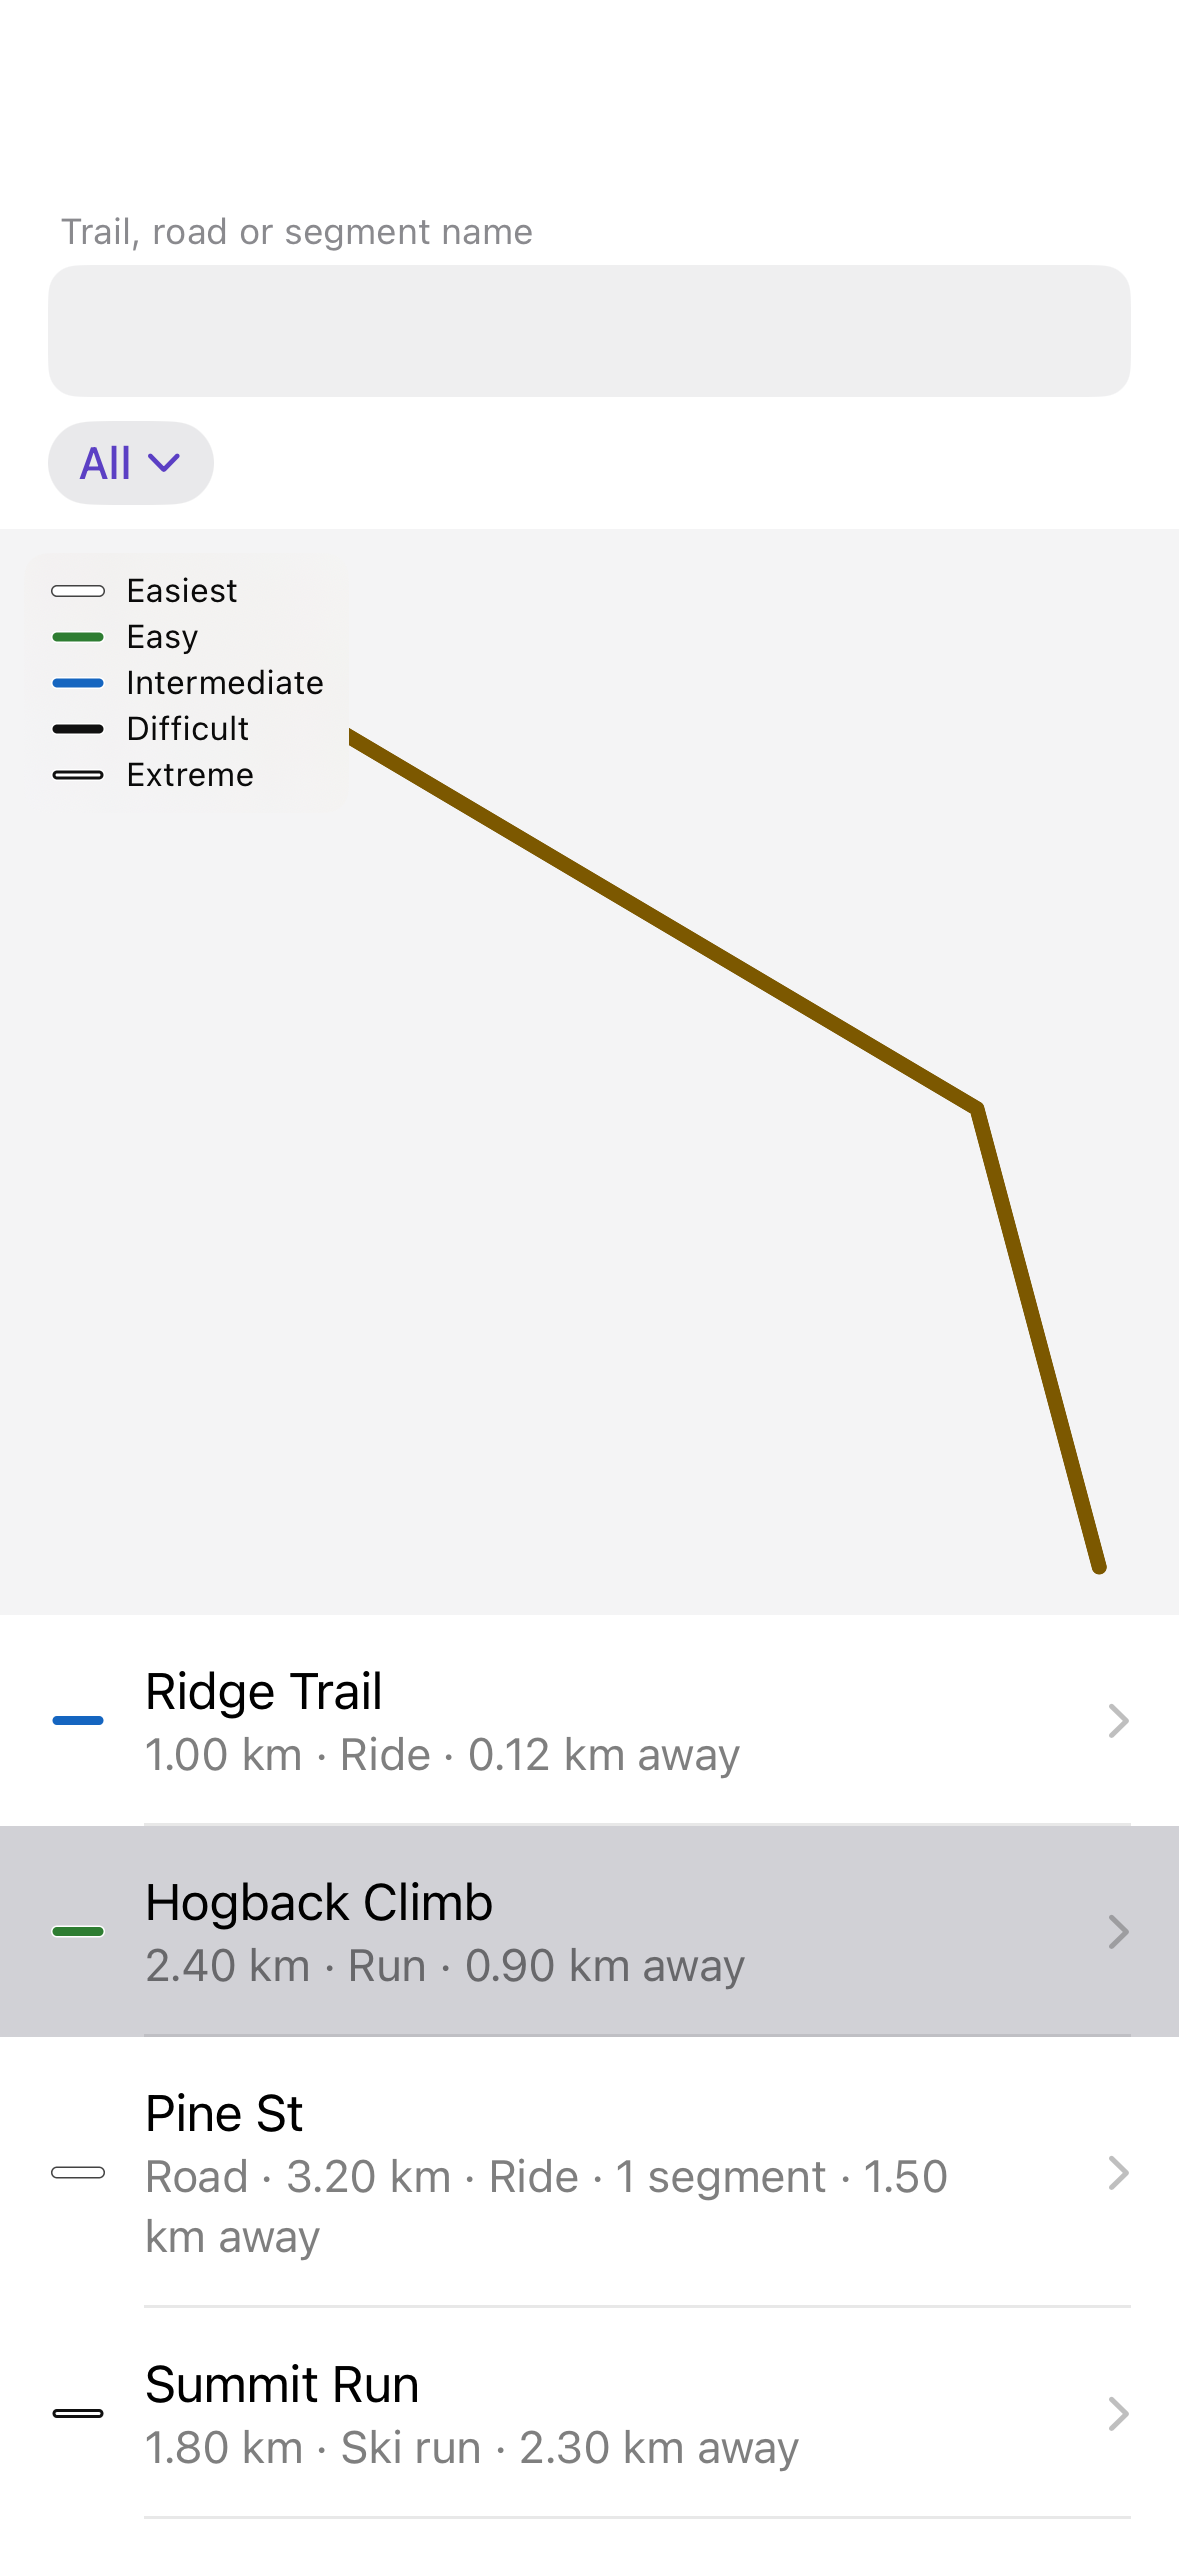 Trail, road or segment name
All
Easiest
Easy
Intermediate
Difficult
Extreme
Ridge Trail
1.00 km · Ride · 0.12 km away
Hogback Climb
2.40 km · Run · 0.90 km away
Pine St
Road · 3.20 km · Ride · 1 segment · 1.50
km away
Summit Run
1.80 km · Ski run · 2.30 km away